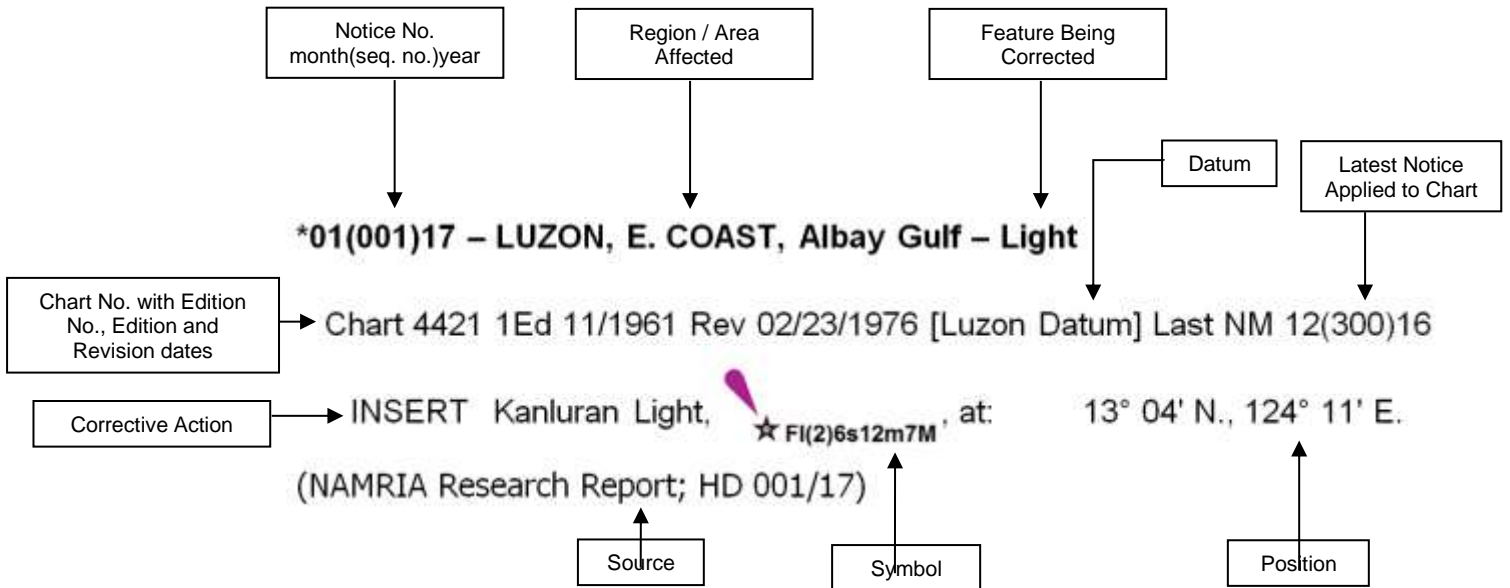 Notice No.
month(seq. no.)year
Region / Area
Affected
Feature Being
Corrected
Datum
Latest Notice
Applied to Chart
*01(001)17 – LUZON, E. COAST, Albay Gulf – Light
Chart No. with Edition
No., Edition and
Revision dates
Chart 4421 1Ed 11/1961 Rev 02/23/1976 [Luzon Datum] Last NM 12(300)16
Corrective Action
INSERT Kanluran Light, Fl(2)6s12m7M , at: 13° 04' N., 124° 11' E.
(NAMRIA Research Report; HD 001/17)
Source
Symbol
Position